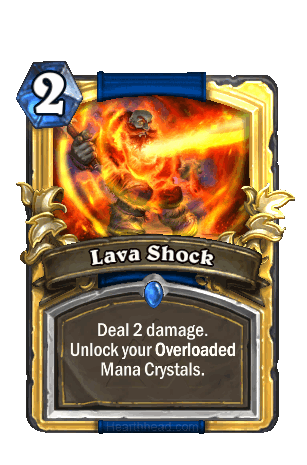 2
Lava Shock
Deal 2 damage.
Unlock your Overloaded
Mana Crystals.
Hearthhead.com